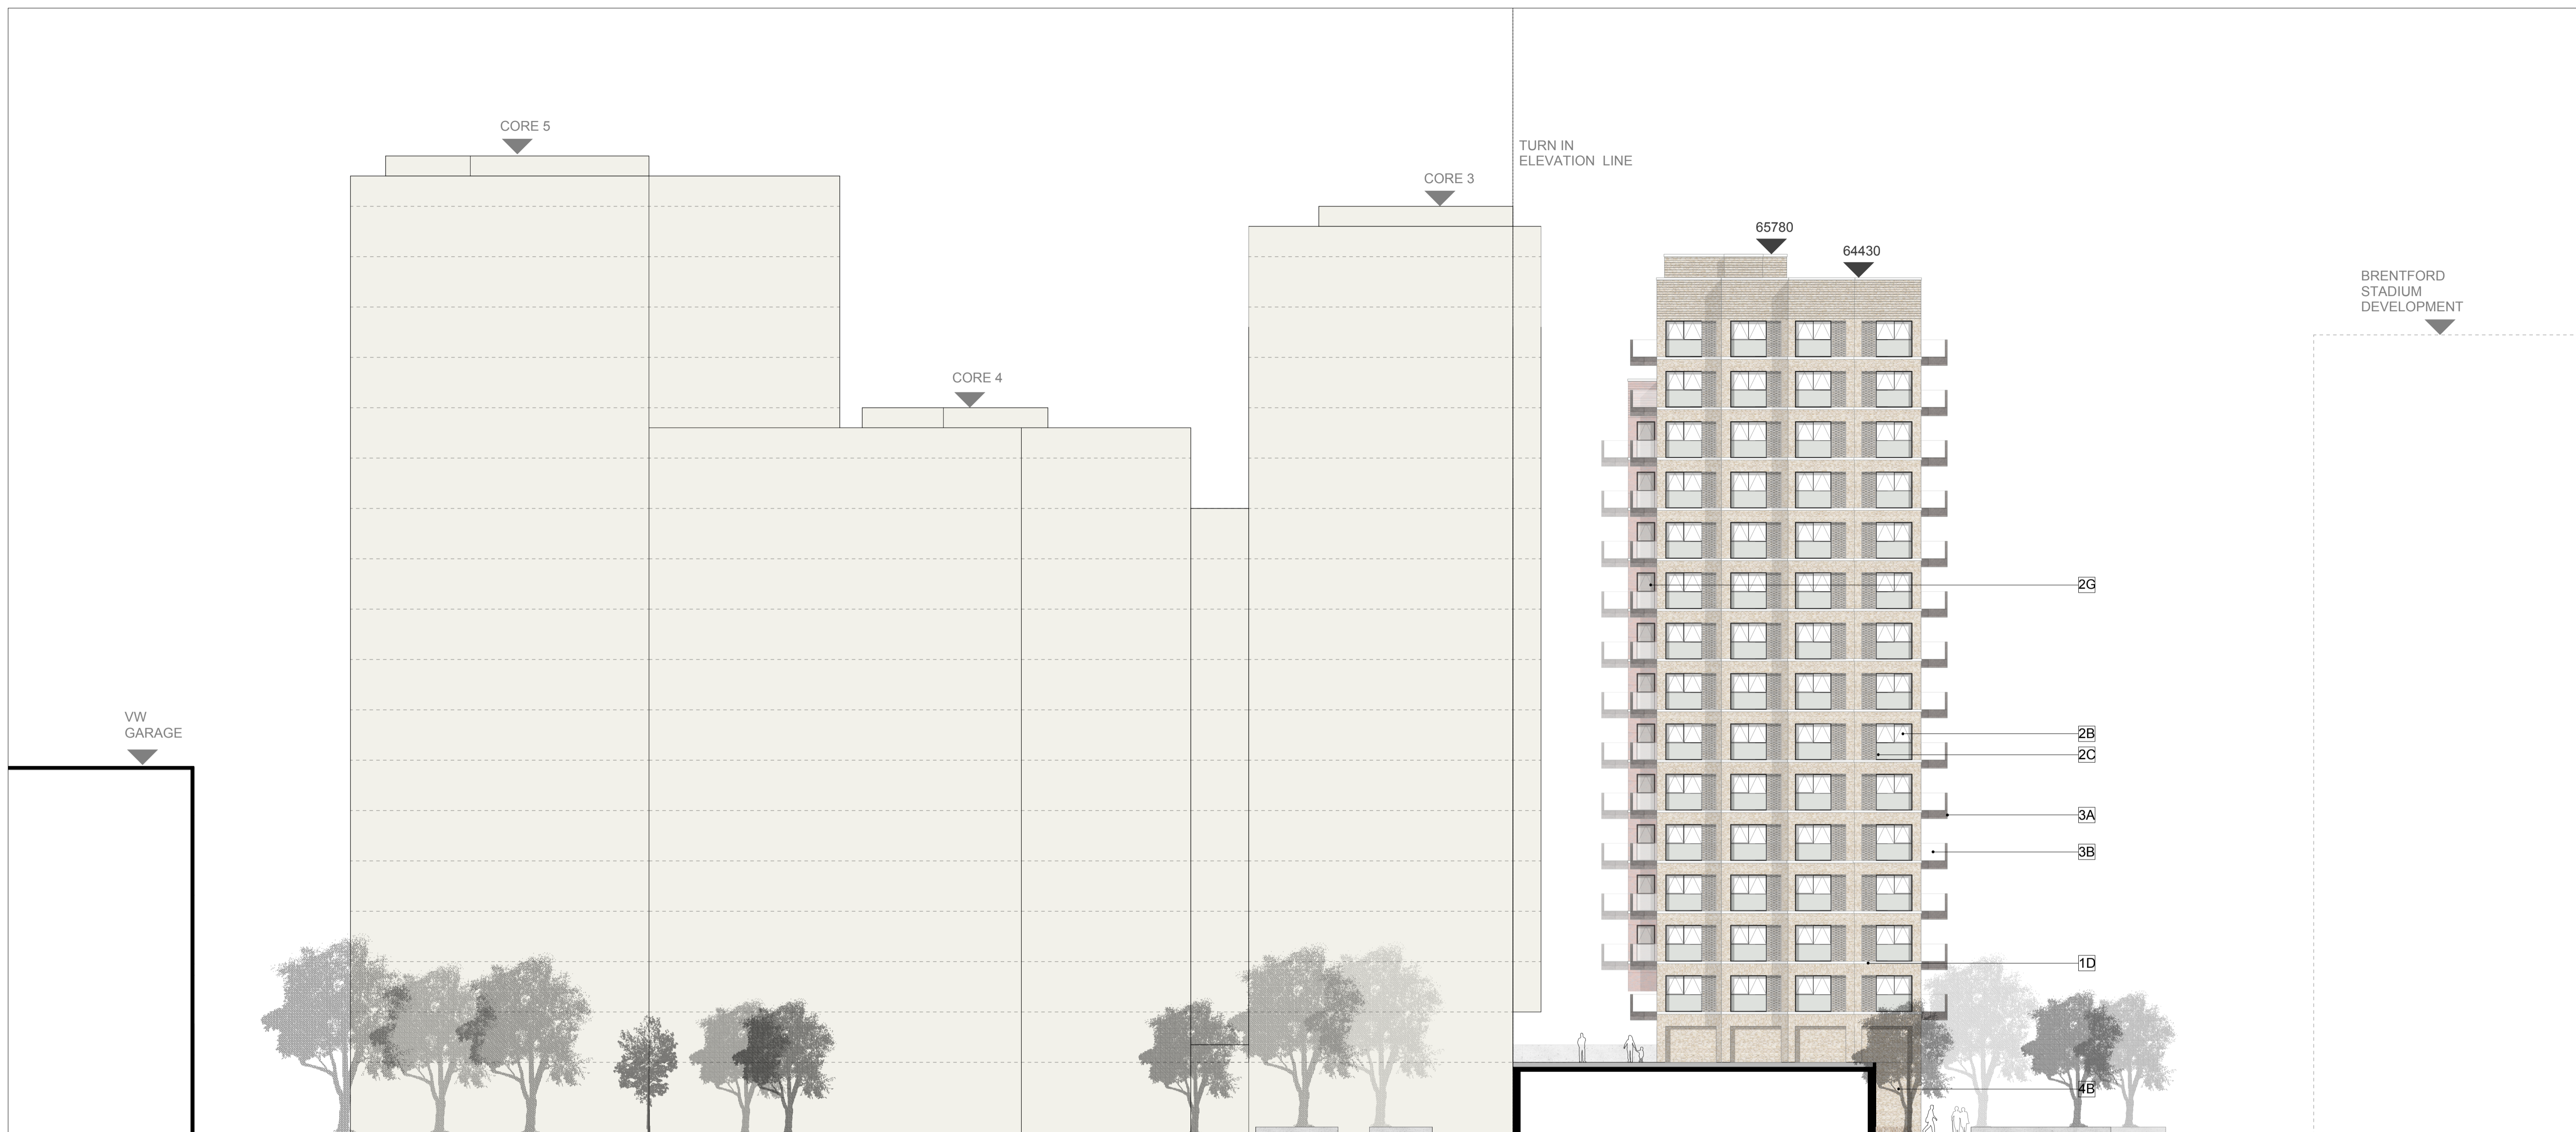 CORE 5
TURN IN
ELEVATION LINE
CORE 3
65780
64430
BRENTFORD
STADIUM
DEVELOPMENT
CORE 4
2G
VW
GARAGE
2B
2C
3A
3B
1D
4B